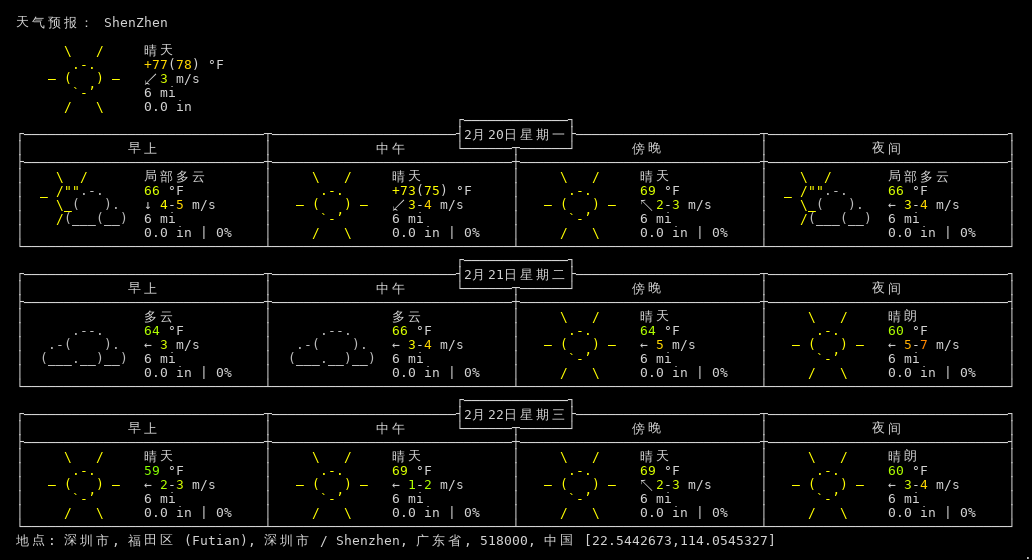 天气预报： ShenZhen
晴天
+77(78) °F
↙ 3 m/s
6 mi
0.0 in
2月20日星期一
早上 中午 傍晚 夜间
局部多云 晴天 晴天 局部多云
66 °F +73(75) °F 69 °F 66 °F
↓ 4-5 m/s ↙ 3-4 m/s ↖ 2-3 m/s ← 3-4 m/s
6 mi 6 mi 6 mi 6 mi
0.0 in | 0% 0.0 in | 0% 0.0 in | 0% 0.0 in | 0%
2月21日星期二
早上 中午 傍晚 夜间
多云 多云 晴天 晴朗
64 °F 66 °F 64 °F 60 °F
← 3 m/s ← 3-4 m/s ← 5 m/s ← 5-7 m/s
6 mi 6 mi 6 mi 6 mi
0.0 in | 0% 0.0 in | 0% 0.0 in | 0% 0.0 in | 0%
2月22日星期三
早上 中午 傍晚 夜间
晴天 晴天 晴天 晴朗
59 °F 69 °F 69 °F 60 °F
← 2-3 m/s ← 1-2 m/s ↖ 2-3 m/s ← 3-4 m/s
6 mi 6 mi 6 mi 6 mi
0.0 in | 0% 0.0 in | 0% 0.0 in | 0% 0.0 in | 0%
地点: 深圳市, 福田区 (Futian), 深圳市 / Shenzhen, 广东省, 518000, 中国 [22.5442673,114.0545327]